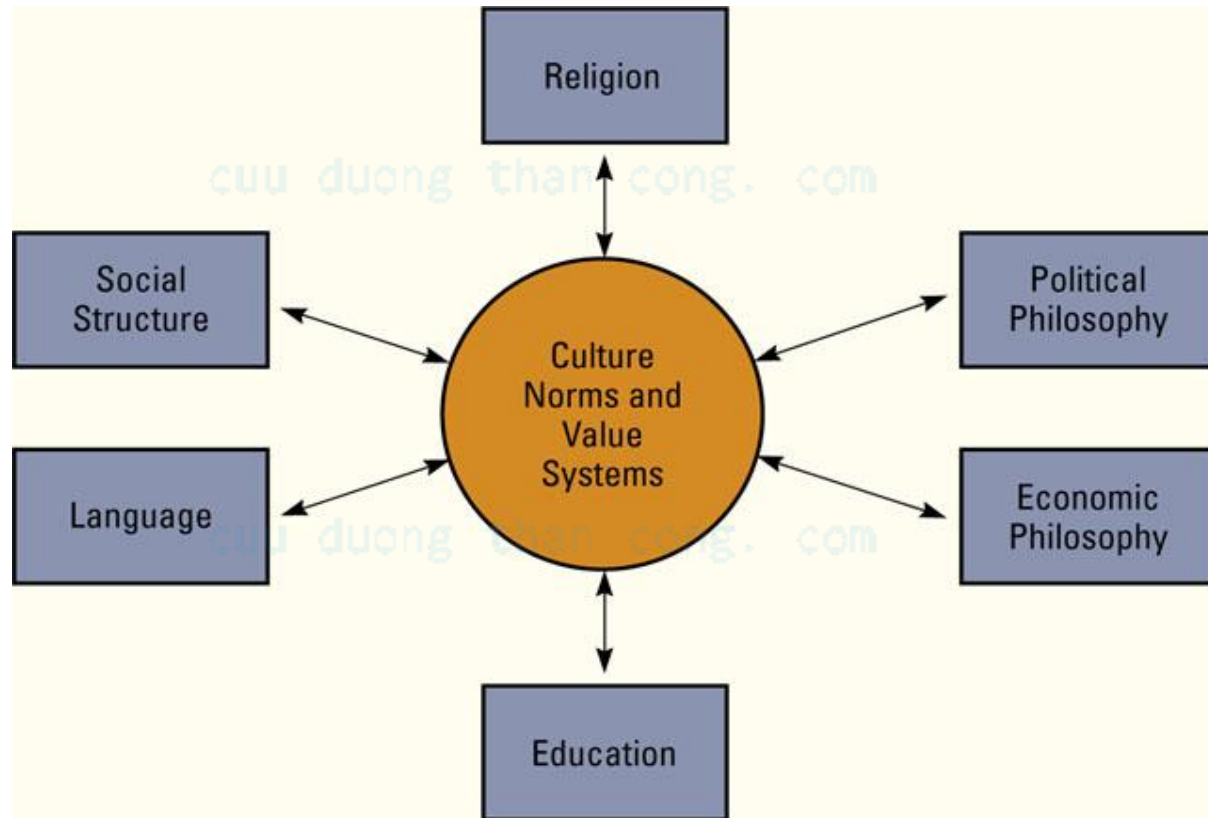 Religion
cuu duong than cong. com
Social
Structure
Political
Philosophy
Culture
Norms and
Value
Systems
Language
Economic
Philosophy
cuu duong than cong. com
Education